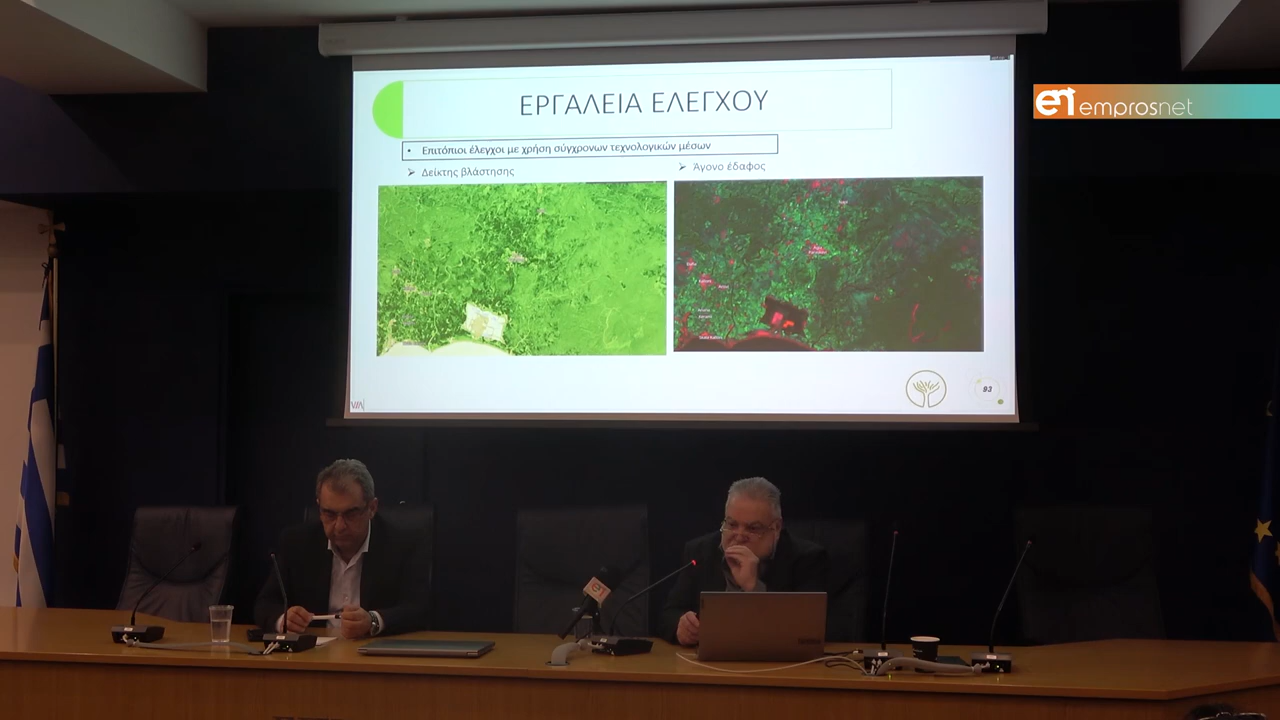 ΕΡΓΑΛΕΙΑ ΕΛΕΓΧΟΥ
• Επιτόπιοι έλεγχοι με χρήση σύγχρονων τεχνολογικών μέσων
➢ Δείκτης βλάστησης
➢ Άγονο έδαφος
93
emprosnet